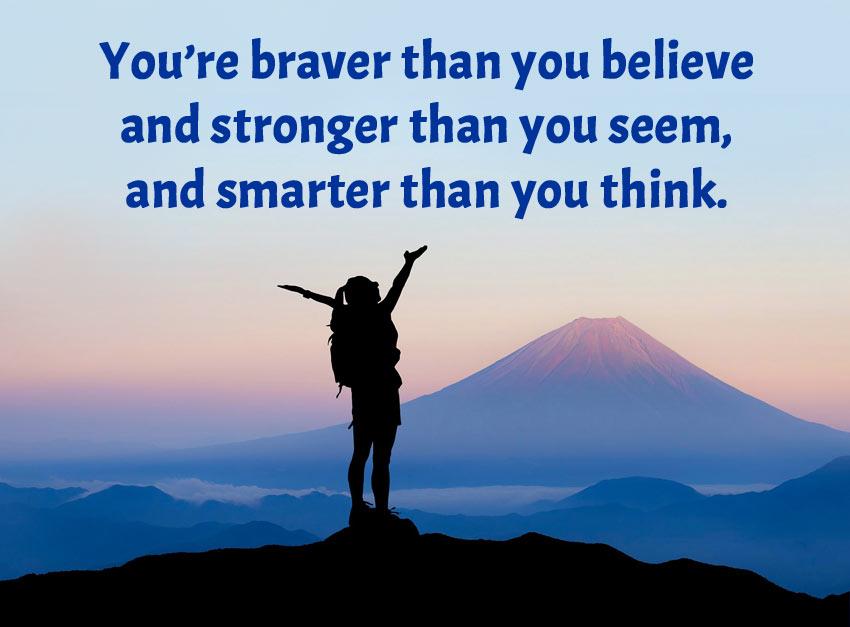 You’re braver than you believe
and stronger than you seem,
and smarter than you think.